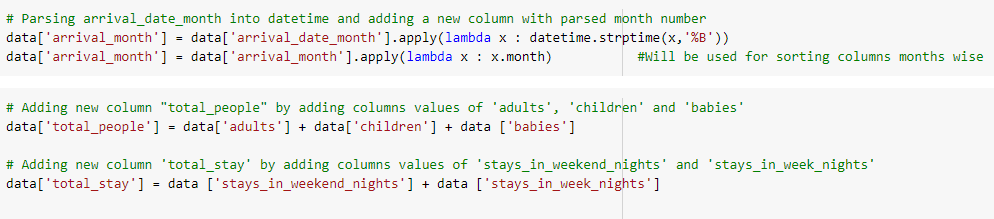 # Parsing arrival_date_month into datetime and adding a new column with parsed month number
data['arrival_month'] = data['arrival_date_month'].apply(lambda x : datetime.strptime(x,'%B'))
data['arrival_month'] = data['arrival_month'].apply(lambda x : x.month)           #Will be used for sorting columns months wise
# Adding new column "total_people" by adding columns values of 'adults', 'children' and 'babies'
data['total_people'] = data['adults'] + data['children'] + data ['babies']
# Adding new column 'total_stay' by adding columns values of 'stays_in_weekend_nights' and 'stays_in_week_nights'
data['total_stay'] = data ['stays_in_weekend_nights'] + data ['stays_in_week_nights']